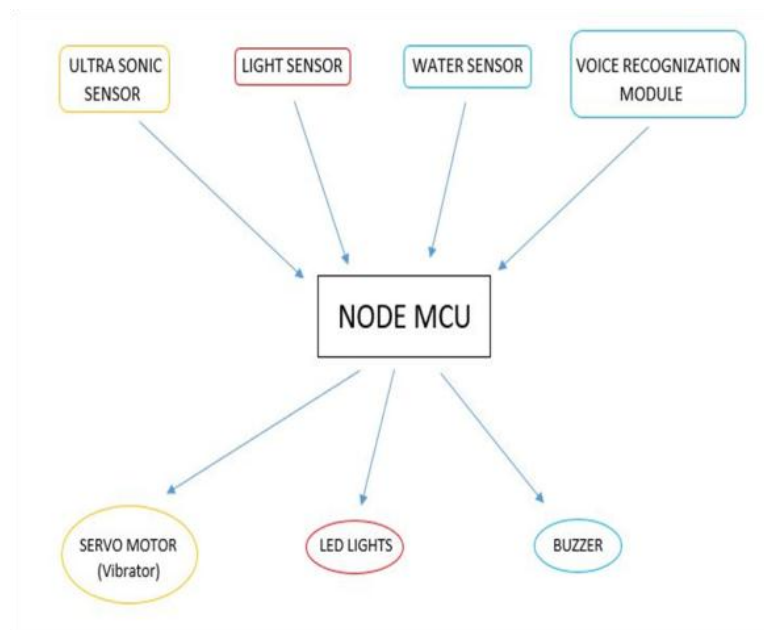 ULTRA SONIC
SENSOR
LIGHT SENSOR
WATER SENSOR
VOICE RECOGNIZATION
MODULE
NODE MCU
SERVO MOTOR
(Vibrator)
LED LIGHTS
BUZZER